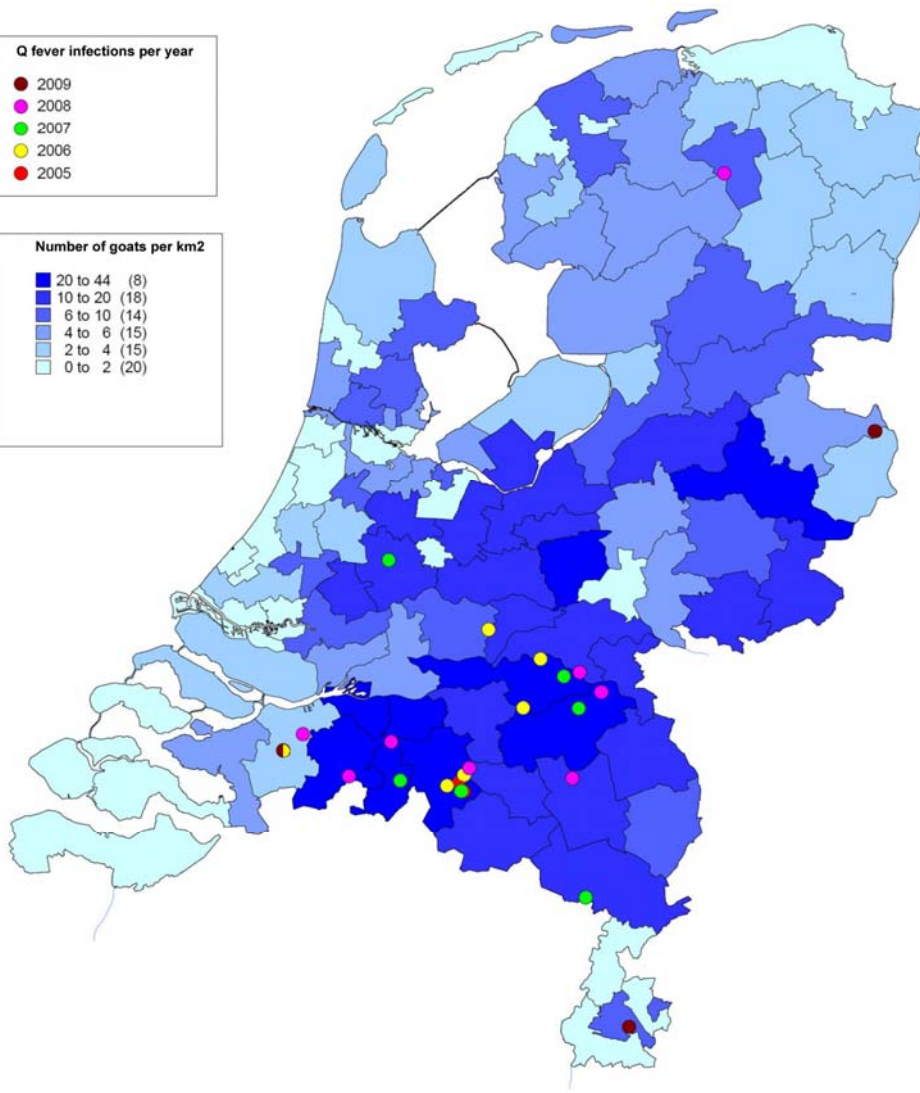 Q fever infections per year
2009
2008
2007
2006
2005
Number of goats per km2
20 to 44 (8)
10 to 20 (18)
6 to 10 (14)
4 to 6 (15)
2 to 4 (15)
0 to 2 (20)